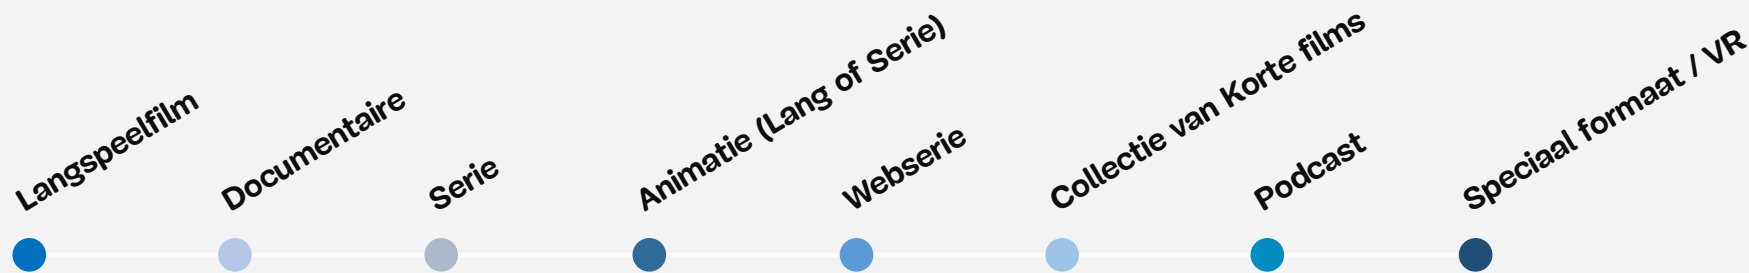 Langspeelfilm
Documentaire
Serie
Animatie (Lang of Serie)
Webserie
Collectie van Korte films
Podcast
Speciaal formaat / VR